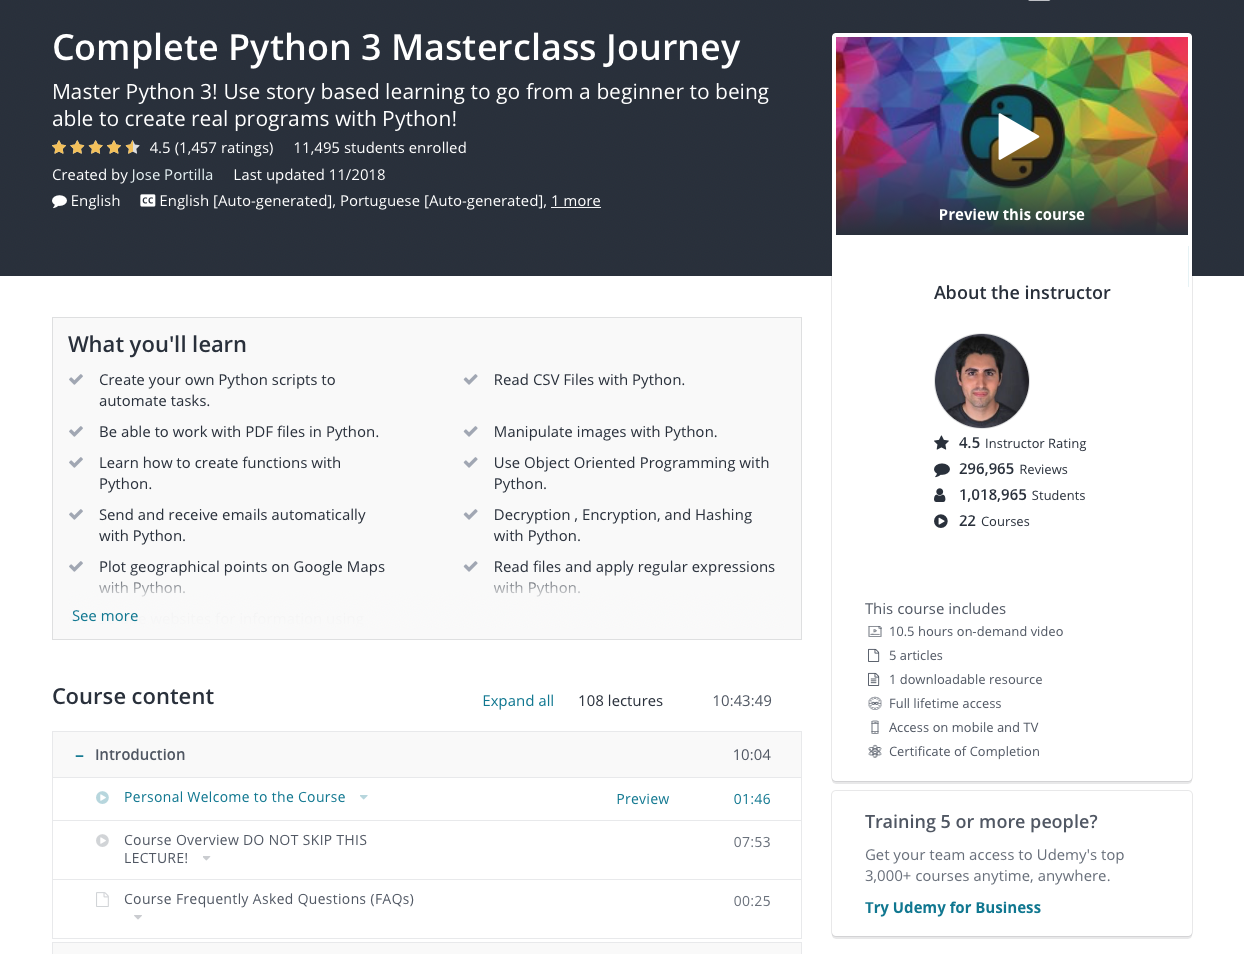 Complete Python 3 Masterclass Journey
Master Python 3! Use story based learning to go from a beginner to being
able to create real programs with Python!
4.5 (1,457 ratings) 11,495 students enrolled
Created by Jose Portilla Last updated 11/2018
English CC English [Auto-generated], Portuguese [Auto-generated], 1 more
Preview this course
What you'll learn
Create your own Python scripts to
automate tasks.
Read CSV Files with Python.
Be able to work with PDF files in Python.
Manipulate images with Python.
Learn how to create functions with
Python.
Use Object Oriented Programming with
Python.
Send and receive emails automatically
with Python.
Decryption , Encryption, and Hashing
with Python.
Plot geographical points on Google Maps
with Python.
Read files and apply regular expressions
with Python.
See more
Course content
Expand all 108 lectures 10:43:49
– Introduction 10:04
Personal Welcome to the Course Preview 01:46
Course Overview DO NOT SKIP THIS
LECTURE! 07:53
Course Frequently Asked Questions (FAQs) 00:25
About the instructor
4.5 Instructor Rating
296,965 Reviews
1,018,965 Students
22 Courses
This course includes
10.5 hours on-demand video
5 articles
1 downloadable resource
Full lifetime access
Access on mobile and TV
Certificate of Completion
Training 5 or more people?
Get your team access to Udemy's top
3,000+ courses anytime, anywhere.
Try Udemy for Business